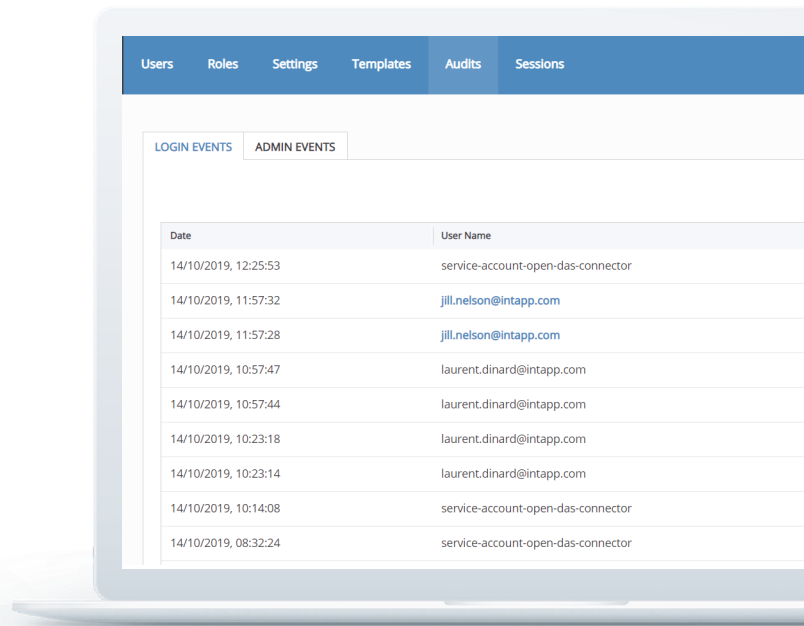 Users Roles Settings Templates Audits Sessions
LOGIN EVENTS ADMIN EVENTS
Date User Name
14/10/2019, 12:25:53 service-account-open-das-connector
14/10/2019, 11:57:32 jill.nelson@intapp.com
14/10/2019, 11:57:28 jill.nelson@intapp.com
14/10/2019, 10:57:47 laurent.dinard@intapp.com
14/10/2019, 10:57:44 laurent.dinard@intapp.com
14/10/2019, 10:23:18 laurent.dinard@intapp.com
14/10/2019, 10:23:14 laurent.dinard@intapp.com
14/10/2019, 10:14:08 service-account-open-das-connector
14/10/2019, 08:32:24 service-account-open-das-connector